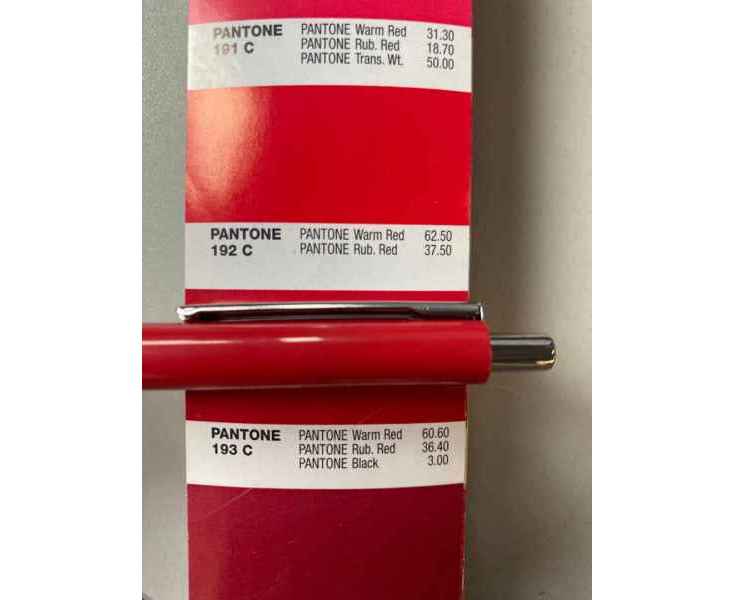 PANTONE PANTONE Warm Red 31.30
191 C PANTONE Rub. Red 18.70
PANTONE Trans. Wt. 50.00
PANTONE PANTONE Warm Red 62.50
192 C PANTONE Rub. Red 37.50
PANTONE PANTONE Warm Red 60.60
193 C PANTONE Rub. Red 36.40
PANTONE Black 3.00